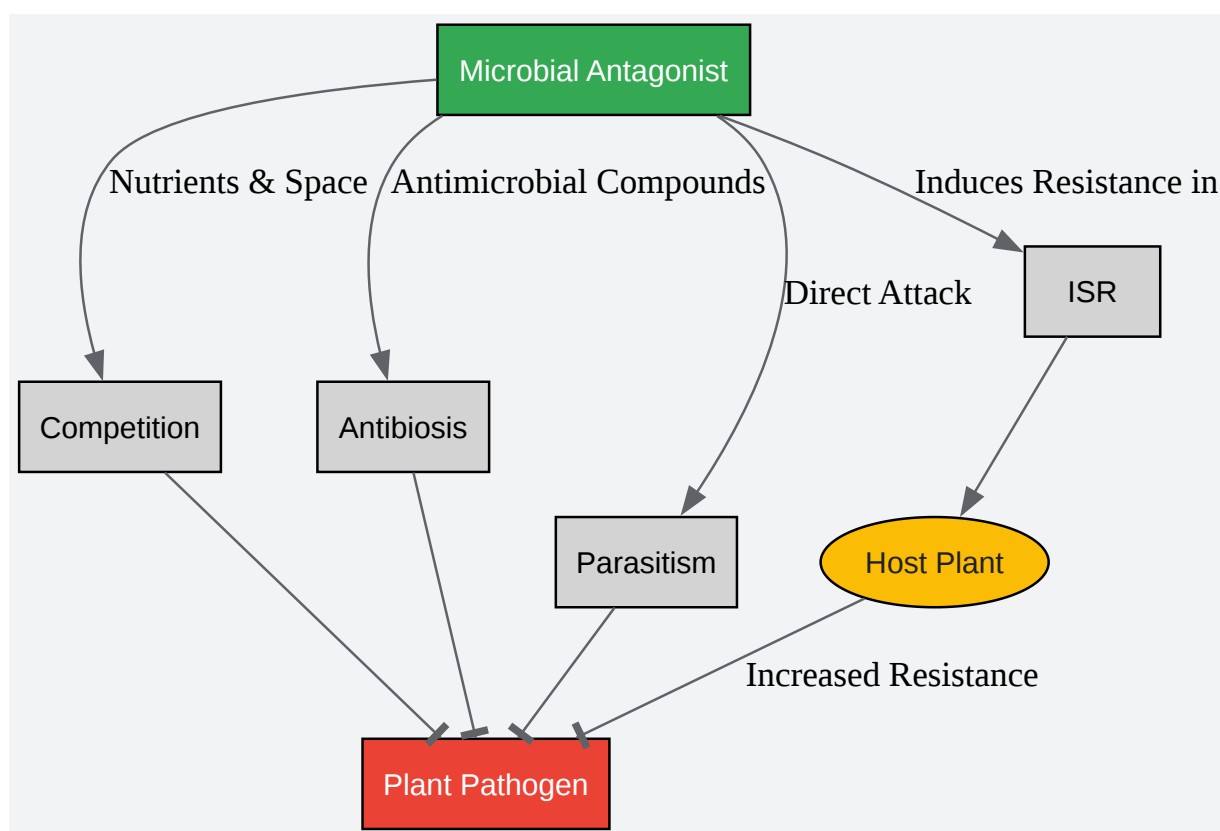 Microbial Antagonist
Nutrients & Space
Antimicrobial Compounds
Induces Resistance in
Direct Attack
ISR
Competition
Antibiosis
Parasitism
Host Plant
Increased Resistance
Plant Pathogen